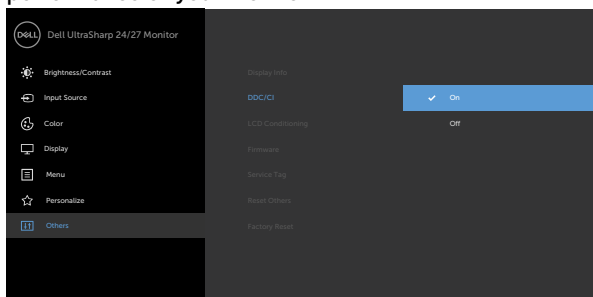 DELL
Dell UltraSharp 24/27 Monitor
Brightness/Contrast
Display Info
Input Source
DDC/CI
On
Color
LCD Conditioning
Off
Display
Firmware
Menu
Service Tag
Personalize
Reset Others
Others
Factory Reset